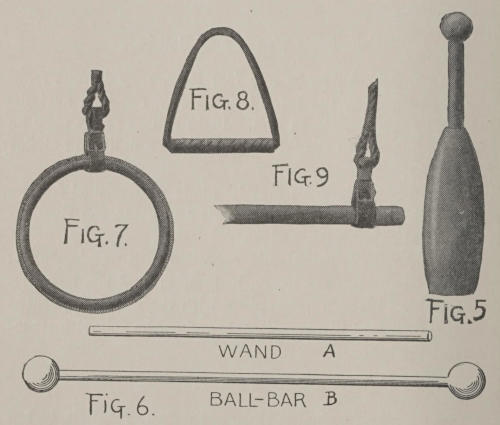 FIG. 8.
FIG. 9
FIG. 7.
FIG. 5
WAND A
BALL-BAR B
FIG. 6.